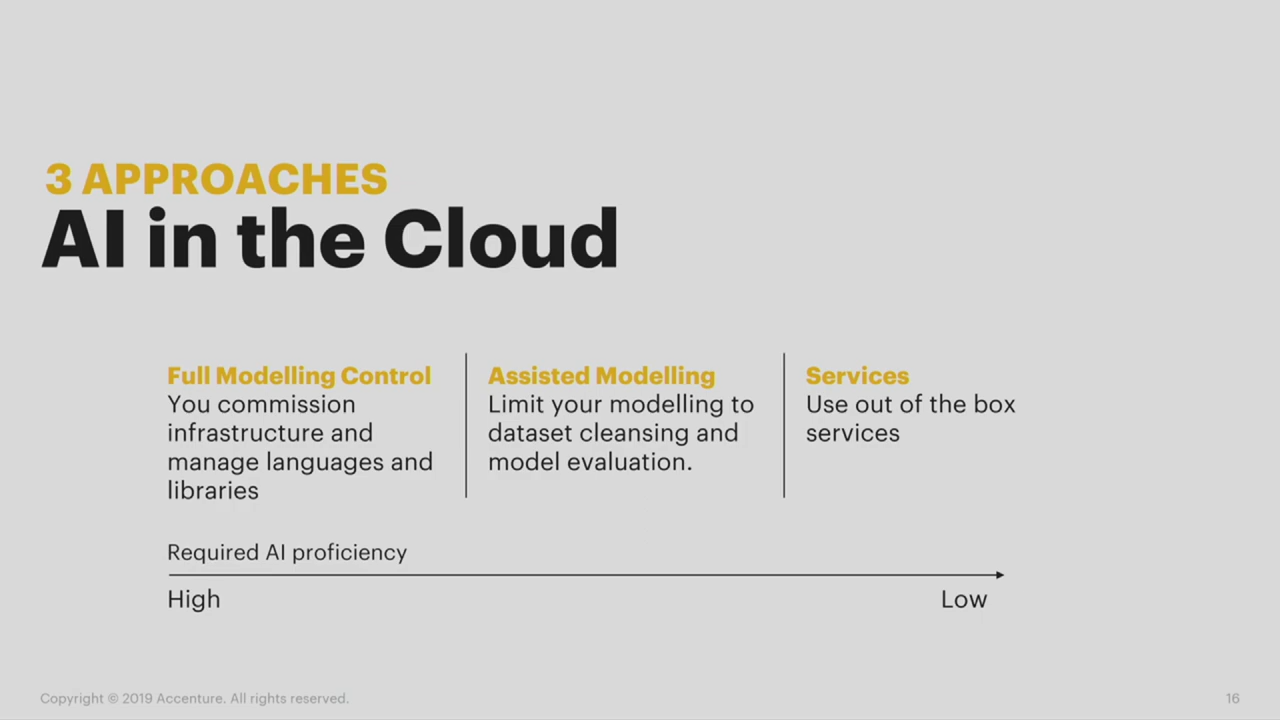 3 APPROACHES
AI in the Cloud
Full Modelling Control
You commission
infrastructure and
manage languages and
libraries
Assisted Modelling
Limit your modelling to
dataset cleansing and
model evaluation.
Services
Use out of the box
services
Required AI proficiency
High
Low
Copyright © 2019 Accenture. All rights reserved.
16